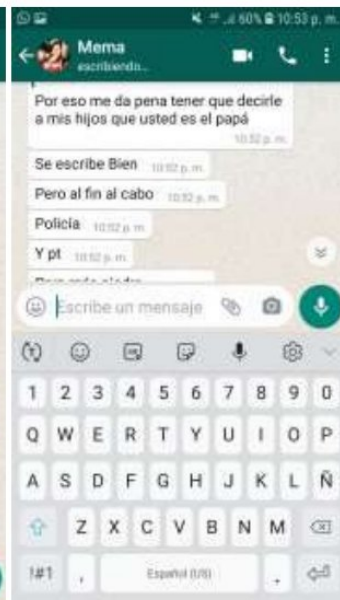 60% 10:53 p. m.
Mema
escribiendo...
Por eso me da pena tener que decirle
a mis hijos que usted es el papá
10:52 p. m.
Se escribe Bien 10:52 p. m.
Pero al fin al cabo 10:52 p. m.
Policía 10:52 p. m.
Y pt 10:52 p. m.
Escribe un mensaje
1 2 3 4 5 6 7 8 9 0
Q W E R T Y U I O P
A S D F G H J K L Ñ
Z X C V B N M
!#1 , Español (US) .